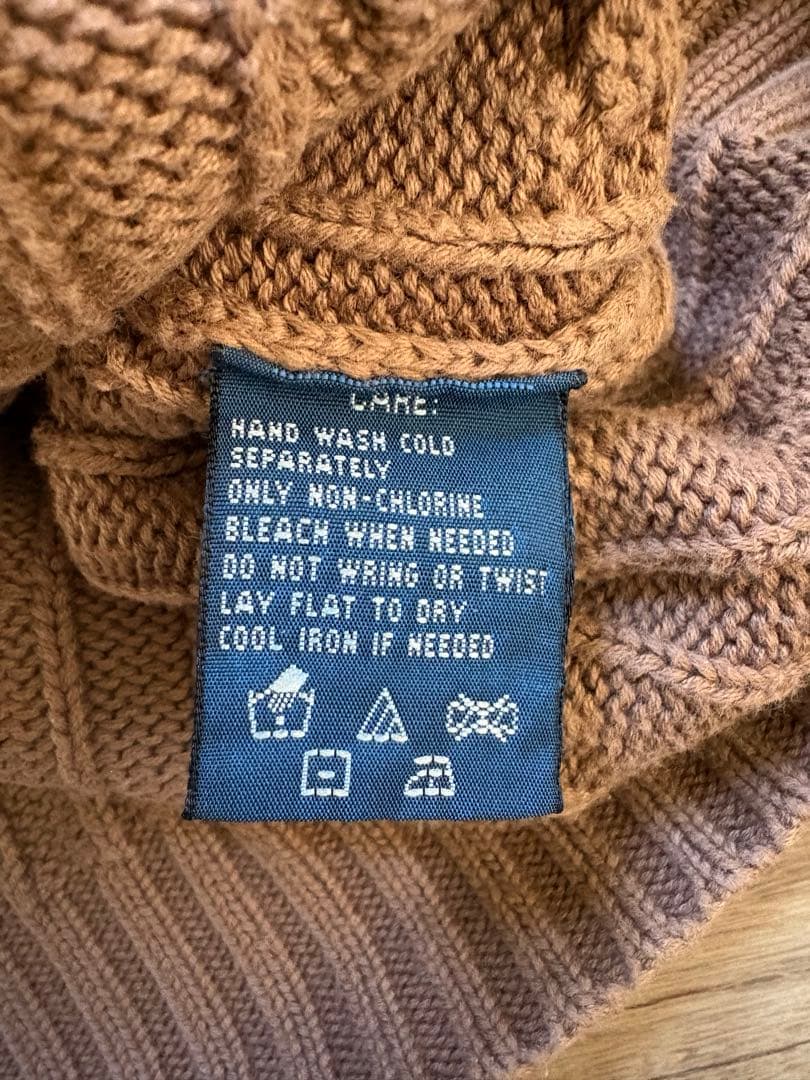 CARE:
HAND WASH COLD
SEPARATELY
ONLY NON-CHLORINE
BLEACH WHEN NEEDED
DO NOT WRING OR TWIST
LAY FLAT TO DRY
COOL IRON IF NEEDED